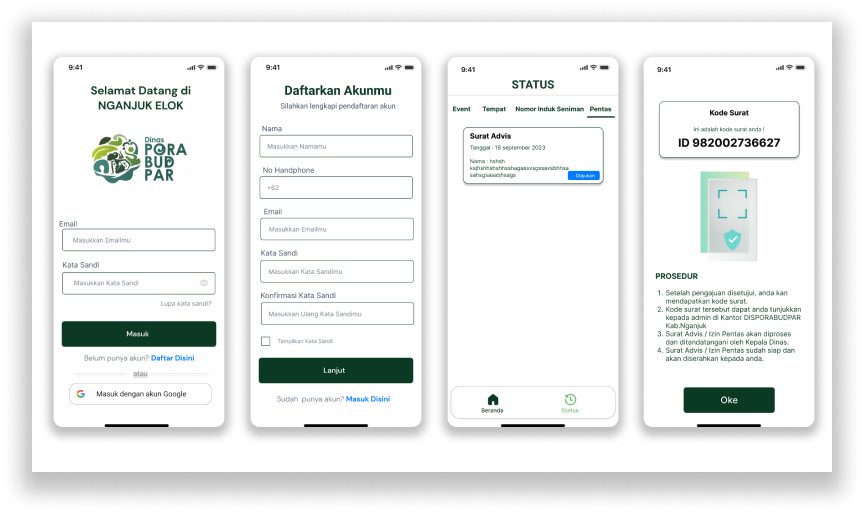 9:41
Selamat Datang di
NGANJUK ELOK
Dinas
PORA
BUD
PAR
Email
Masukkan Emailmu
Kata Sandi
Masukkan Kata Sandi
Lupa kata sandi?
Masuk
Belum punya akun? Daftar Disini
atau
G Masuk dengan akun Google
9:41
Daftarkan Akunmu
Silahkan lengkapi pendaftaran akun
Nama
Masukkan Namamu
No Handphone
+62
Email
Masukkan Emailmu
Kata Sandi
Masukkan Kata Sandimu
Konfirmasi Kata Sandi
Masukkan Ulang Kata Sandimu
Tampilkan Kata Sandi
Lanjut
Sudah punya akun? Masuk Disini
9:41
STATUS
Event Tempat Nomor Induk Seniman Pentas
Surat Advis
Tanggal : 19 september 2023
Nama : hshsh
Diajukan
Beranda Status
9:41
Kode Surat
ini adalah kode surat anda !
ID 982002736627
PROSEDUR
1. Setelah pengajuan disetujui, anda kan
mendapatkan kode surat.
2. Kode surat tersebut dapat anda tunjukkan
kepada admin di Kantor DISPORABUDPAR
Kab.Nganjuk
3. Surat Advis / Izin Pentas akan diproses
dan ditandatangani oleh Kepala Dinas.
4. Surat Advis / Izin Pentas sudah siap dan
akan diserahkan kepada anda.
Oke